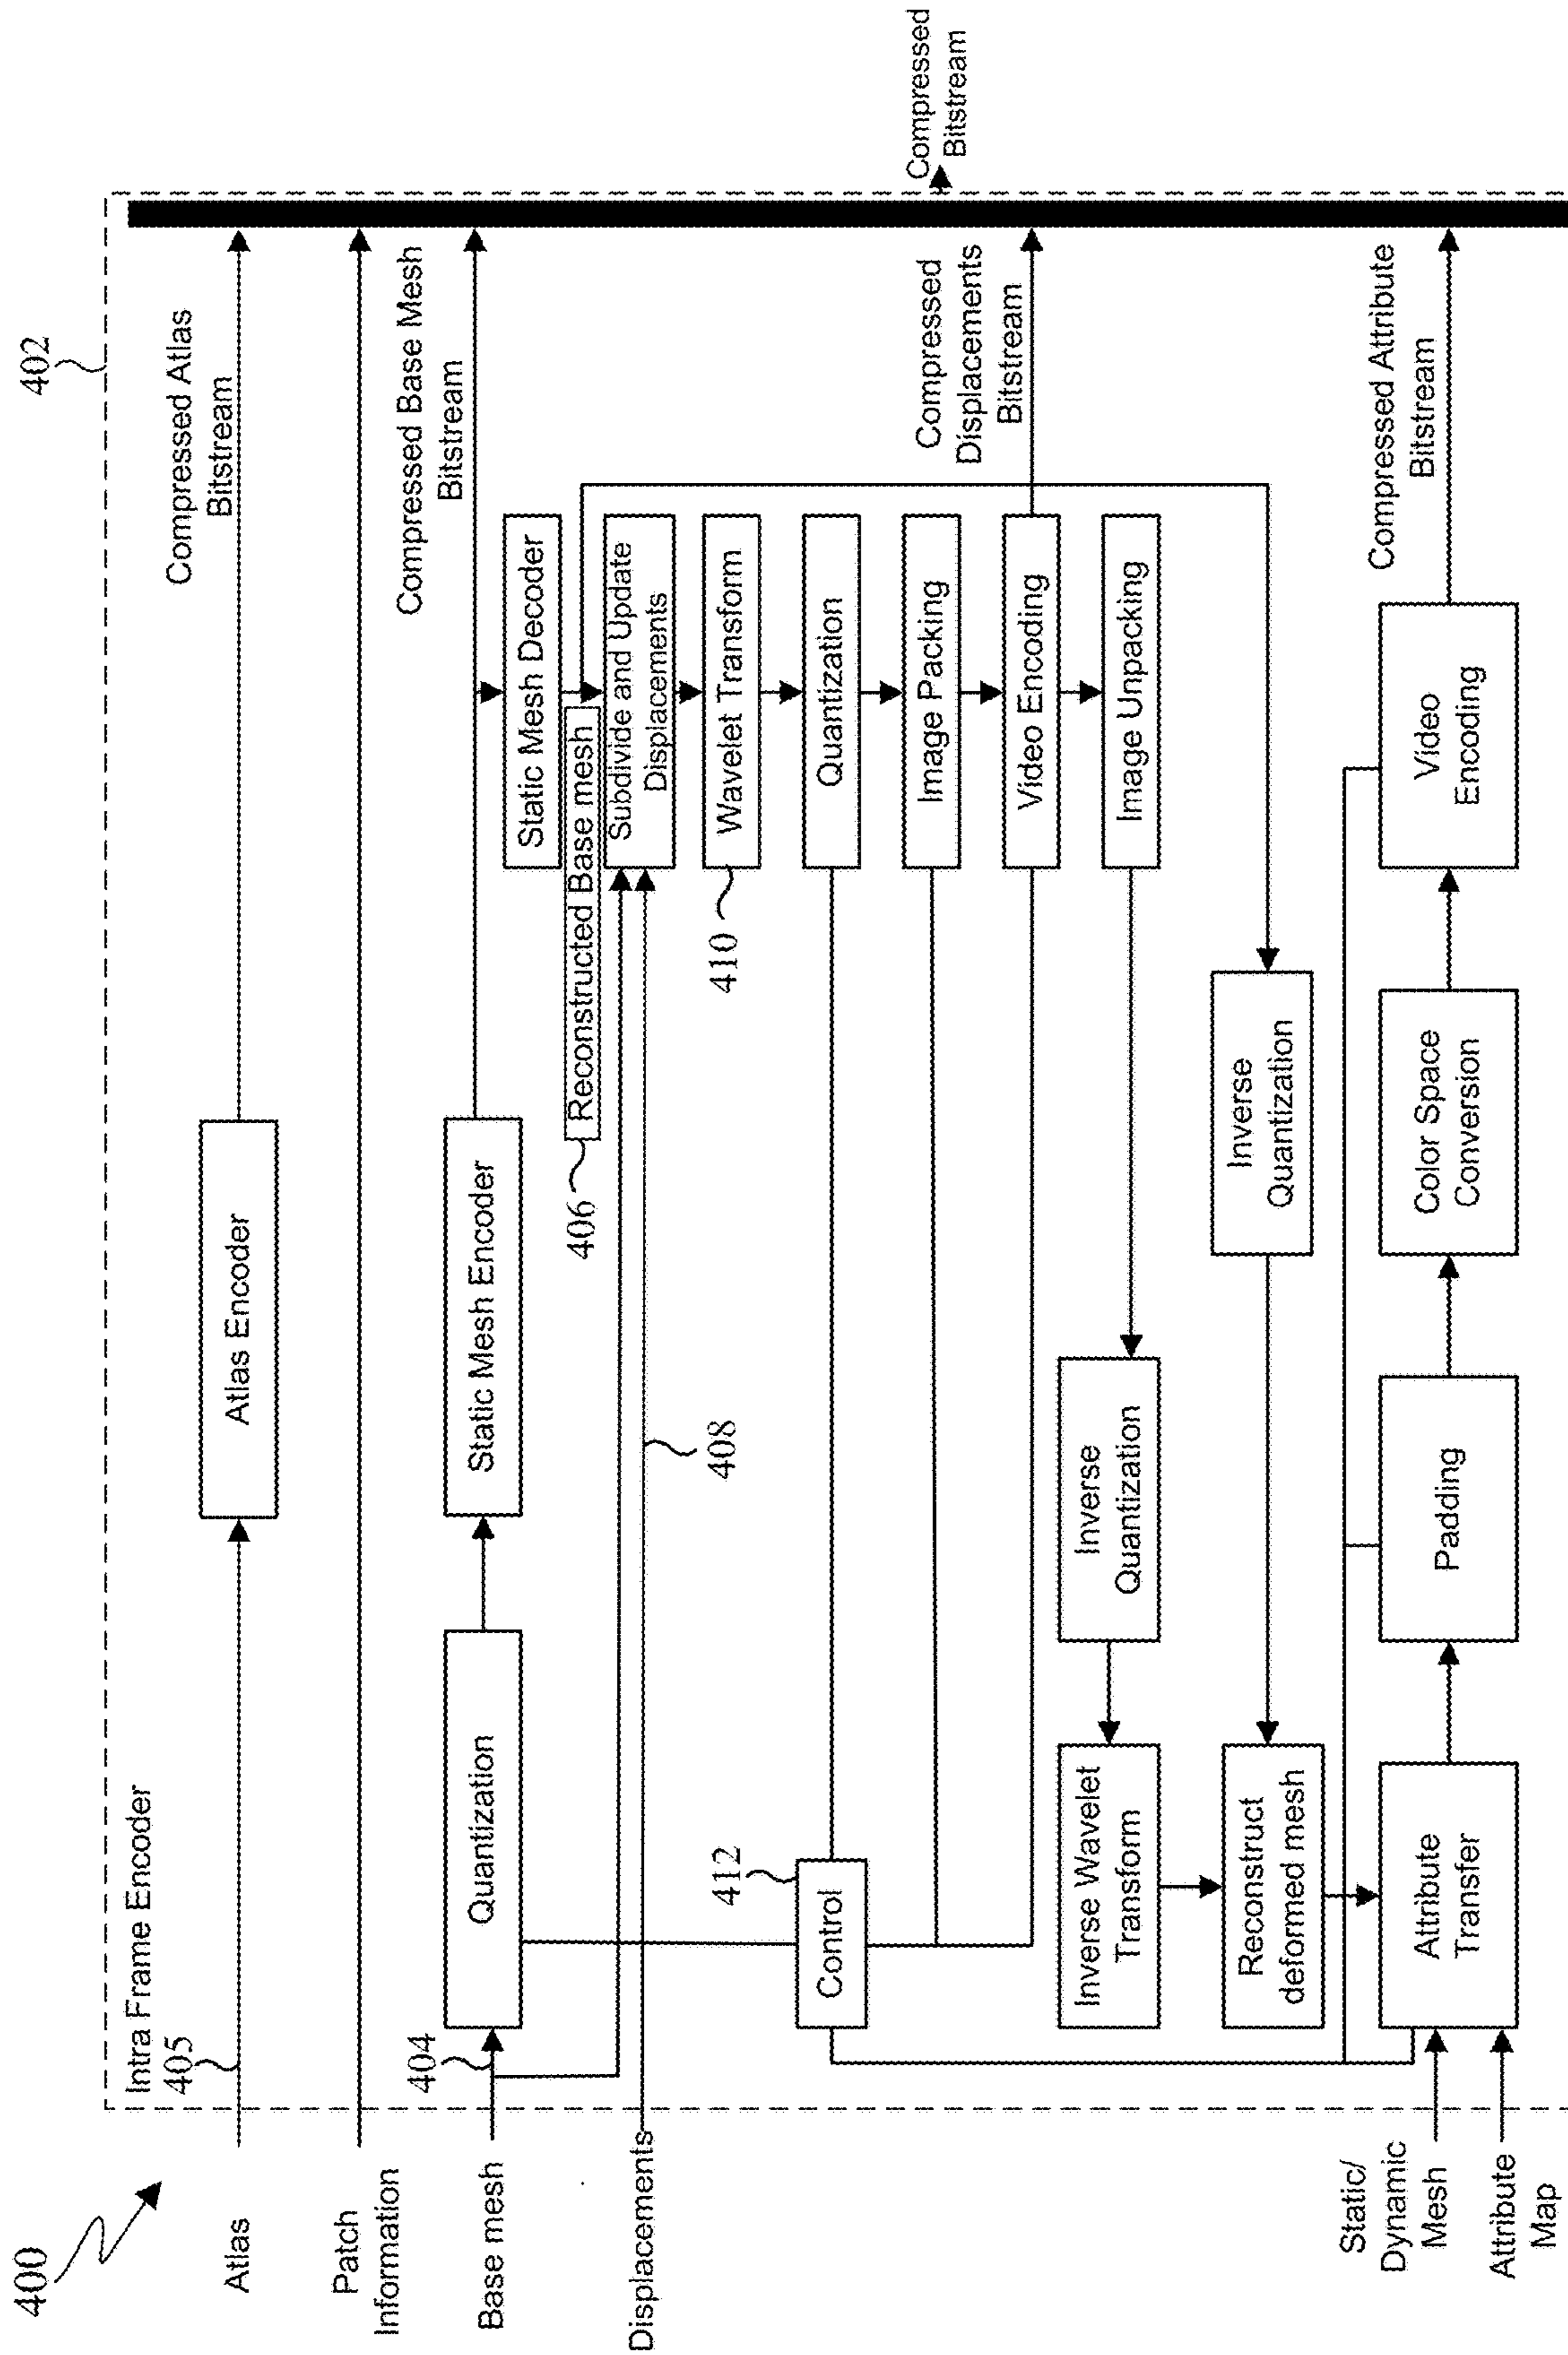 400
402
Intra Frame Encoder
Atlas
405
Atlas Encoder
Compressed Atlas
Bitstream
Patch
Information
Base mesh
404
Quantization
Static Mesh Encoder
Compressed Base Mesh
Bitstream
Static Mesh Decoder
406
Reconstructed Base mesh
Subdivide and Update
Displacements
Displacements
408
410
Wavelet Transform
412
Control
Quantization
Image Packing
Video Encoding
Compressed
Displacements
Bitstream
Compressed
Bitstream
Image Unpacking
Inverse
Quantization
Inverse Wavelet
Transform
Inverse
Quantization
Reconstruct
deformed mesh
Static/
Dynamic
Mesh
Attribute
Map
Attribute
Transfer
Padding
Color Space
Conversion
Video
Encoding
Compressed Attribute
Bitstream